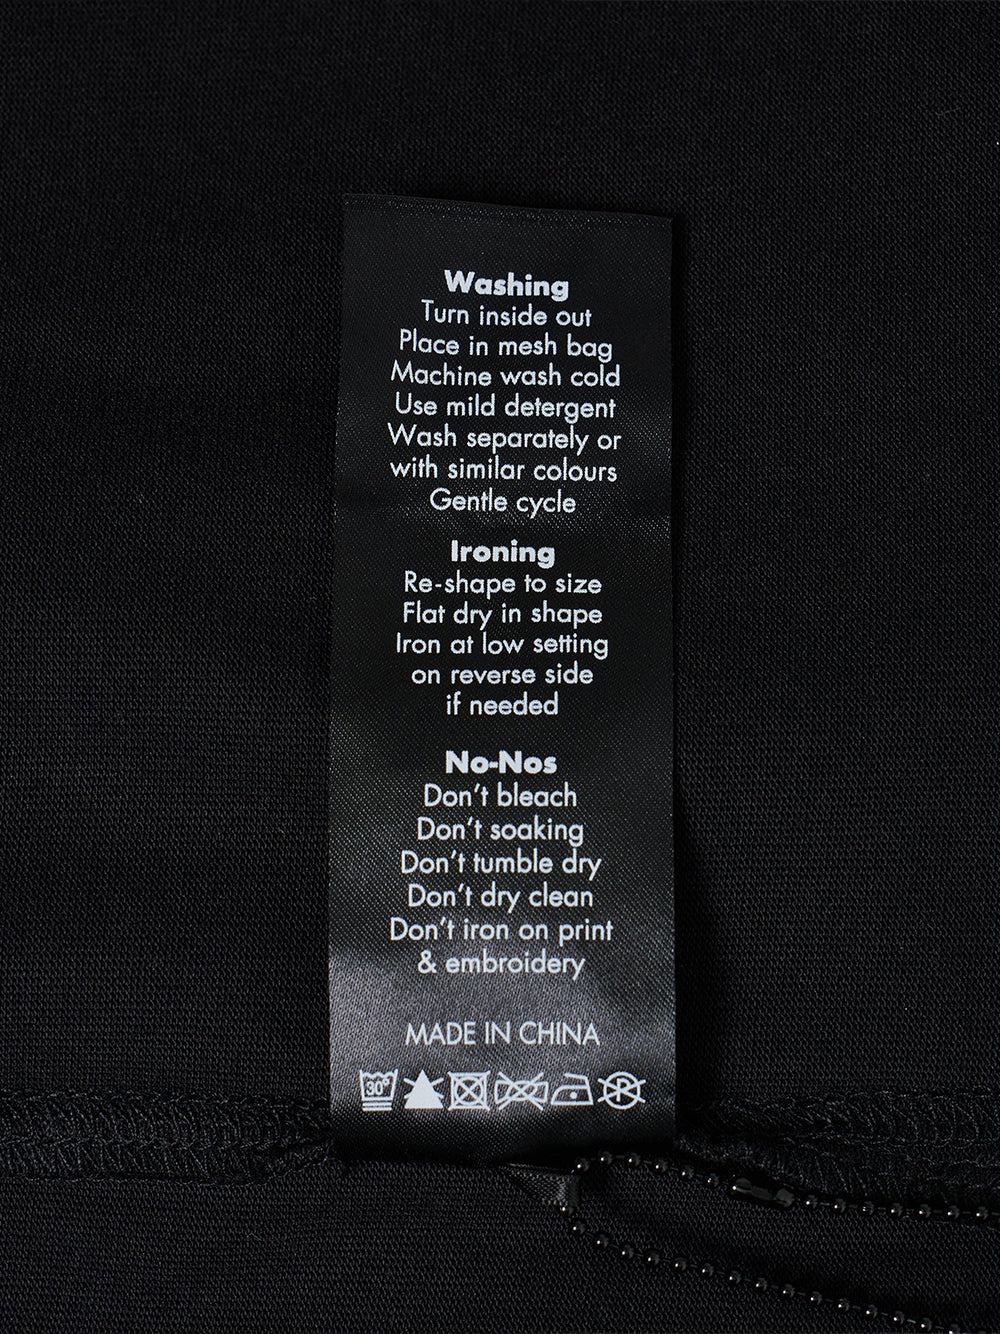 Washing
Turn inside out
Place in mesh bag
Machine wash cold
Use mild detergent
Wash separately or
with similar colours
Gentle cycle
Ironing
Re-shape to size
Flat dry in shape
Iron at low setting
on reverse side
if needed
No-Nos
Don't bleach
Don't soaking
Don't tumble dry
Don't dry clean
Don't iron on print
& embroidery
MADE IN CHINA
30° P